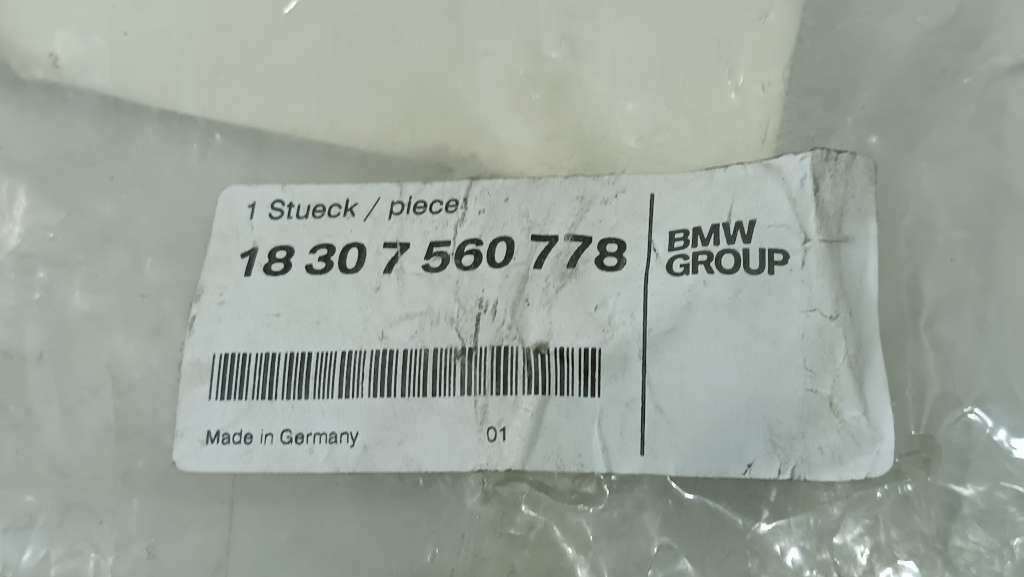 1 Stueck / piece
18 30 7 560 778
BMW
GROUP
Made in Germany
01